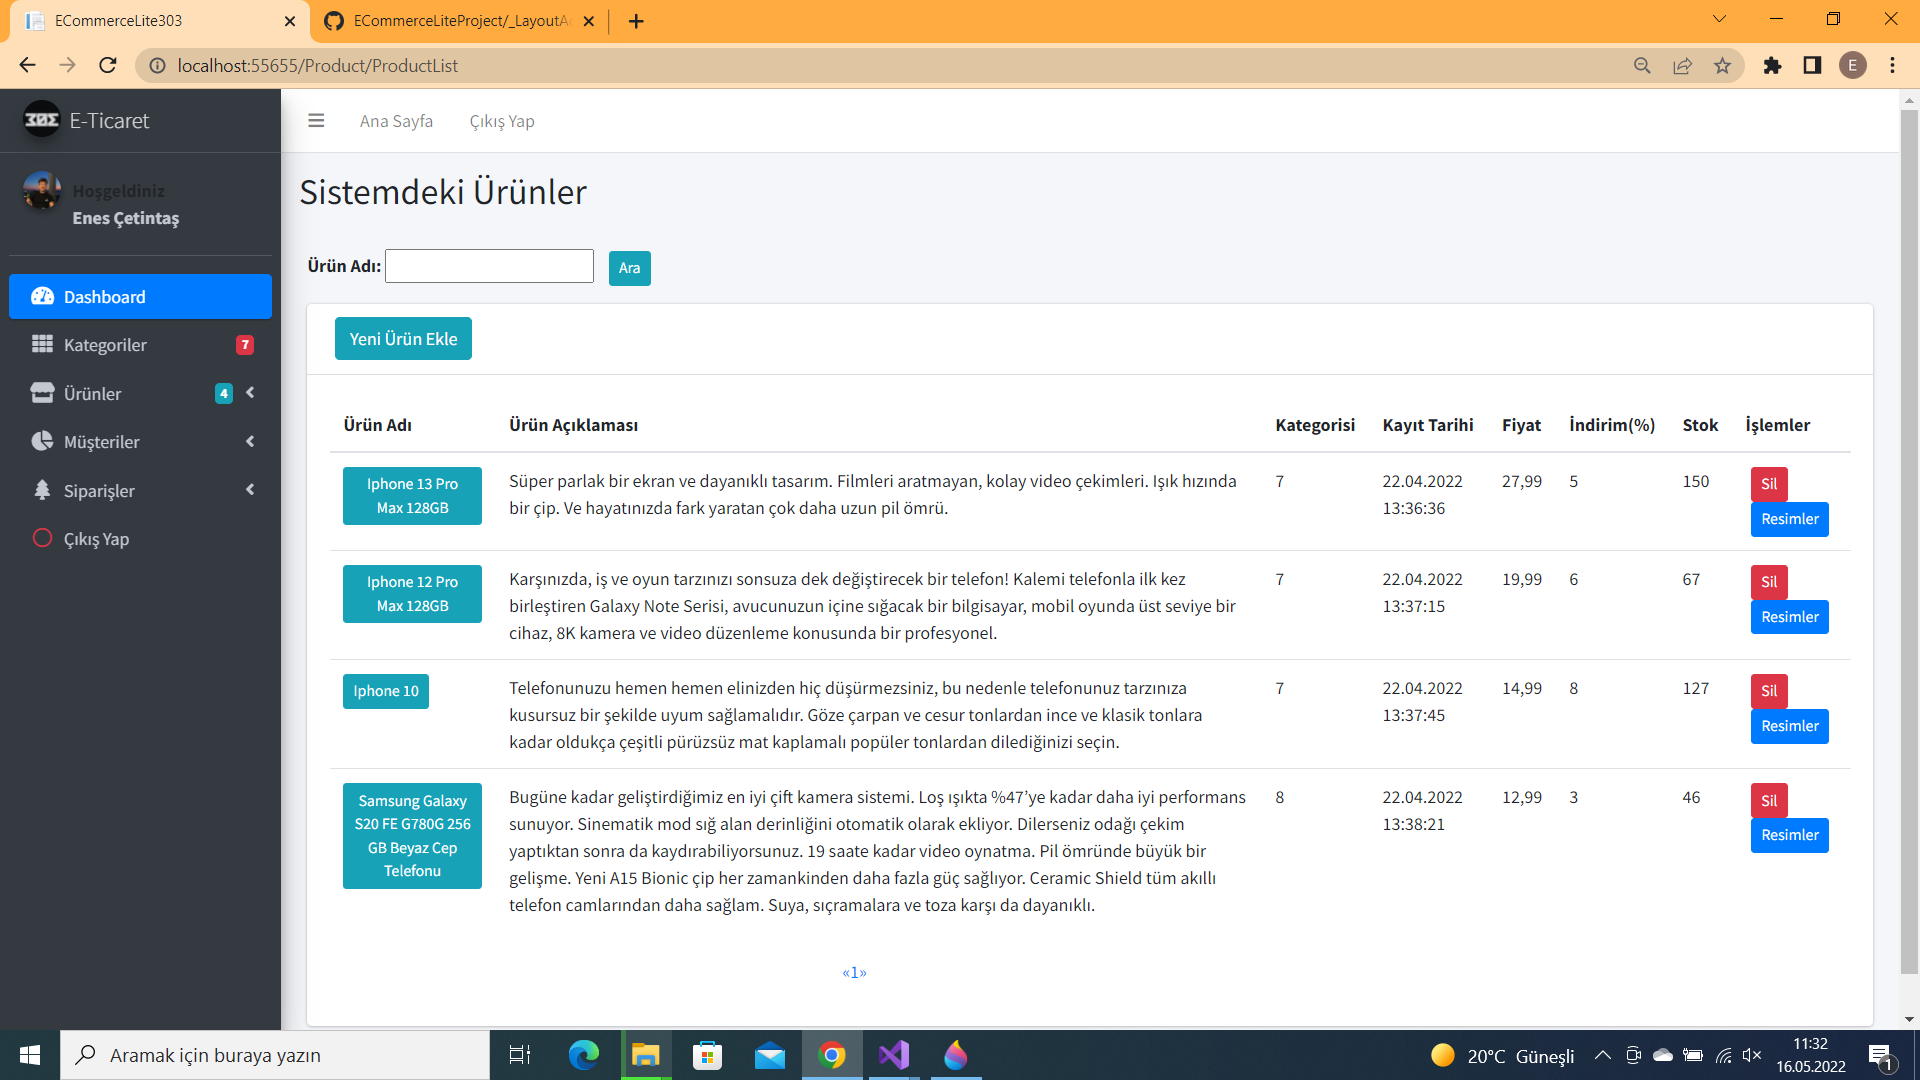 ECommerceLite303
ECommerceLiteProject/_LayoutA
localhost:55655/Product/ProductList
E
303 E-Ticaret
Ana Sayfa Çıkış Yap
Hoşgeldiniz
Enes Çetintaş
Dashboard
Kategoriler 7
Ürünler 4
Müşteriler
Siparişler
Çıkış Yap
Sistemdeki Ürünler
Ürün Adı: Ara
Yeni Ürün Ekle
Ürün Adı Ürün Açıklaması Kategorisi Kayıt Tarihi Fiyat İndirim(%) Stok İşlemler
Iphone 13 Pro
Max 128GB
Süper parlak bir ekran ve dayanıklı tasarım. Filmleri aratmayan, kolay video çekimleri. Işık hızında
bir çip. Ve hayatınızda fark yaratan çok daha uzun pil ömrü.
7
22.04.2022
13:36:36
27,99
5
150
Sil
Resimler
Iphone 12 Pro
Max 128GB
Karşınızda, iş ve oyun tarzınızı sonsuza dek değiştirecek bir telefon! Kalemi telefonla ilk kez
birleştiren Galaxy Note Serisi, avucunuzun içine sığacak bir bilgisayar, mobil oyunda üst seviye bir
cihaz, 8K kamera ve video düzenleme konusunda bir profesyonel.
7
22.04.2022
13:37:15
19,99
6
67
Sil
Resimler
Iphone 10
Telefonunuzu hemen hemen elinizden hiç düşürmezsiniz, bu nedenle telefonunuz tarzınıza
kusursuz bir şekilde uyum sağlamalıdır. Göze çarpan ve cesur tonlardan ince ve klasik tonlara
kadar oldukça çeşitli pürüzsüz mat kaplamalı popüler tonlardan dilediğinizi seçin.
7
22.04.2022
13:37:45
14,99
8
127
Sil
Resimler
Samsung Galaxy
S20 FE G780G 256
GB Beyaz Cep
Telefonu
Bugüne kadar geliştirdiğimiz en iyi çift kamera sistemi. Loş ışıkta %47’ye kadar daha iyi performans
sunuyor. Sinematik mod sığ alan derinliğini otomatik olarak ekliyor. Dilerseniz odağı çekim
yaptıktan sonra da kaydırabiliyorsunuz. 19 saate kadar video oynatma. Pil ömründe büyük bir
gelişme. Yeni A15 Bionic çip her zamankinden daha fazla güç sağlıyor. Ceramic Shield tüm akıllı
telefon camlarından daha sağlam. Suya, sıçramalara ve toza karşı da dayanıklı.
8
22.04.2022
13:38:21
12,99
3
46
Sil
Resimler
«1»
Aramak için buraya yazın
20°C Güneşli
11:32
16.05.2022
1